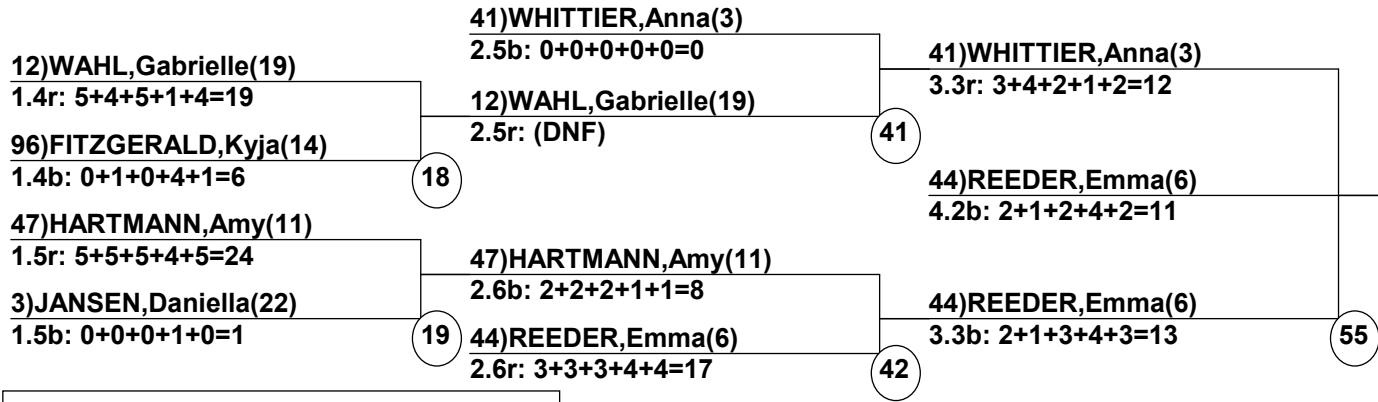 41)WHITTIER,Anna(3)
2.5b: 0+0+0+0+0=0
12)WAHL,Gabrielle(19)
1.4r: 5+4+5+1+4=19
41)WHITTIER,Anna(3)
3.3r: 3+4+2+1+2=12
12)WAHL,Gabrielle(19)
2.5r: (DNF)
41
96)FITZGERALD,Kyja(14)
1.4b: 0+1+0+4+1=6
18
44)REEDER,Emma(6)
4.2b: 2+1+2+4+2=11
47)HARTMANN,Amy(11)
1.5r: 5+5+5+4+5=24
47)HARTMANN,Amy(11)
2.6b: 2+2+2+1+1=8
3)JANSEN,Daniella(22)
1.5b: 0+0+0+1+0=1
19
44)REEDER,Emma(6)
3.3b: 2+1+3+4+3=13
55
44)REEDER,Emma(6)
2.6r: 3+3+3+4+4=17
42